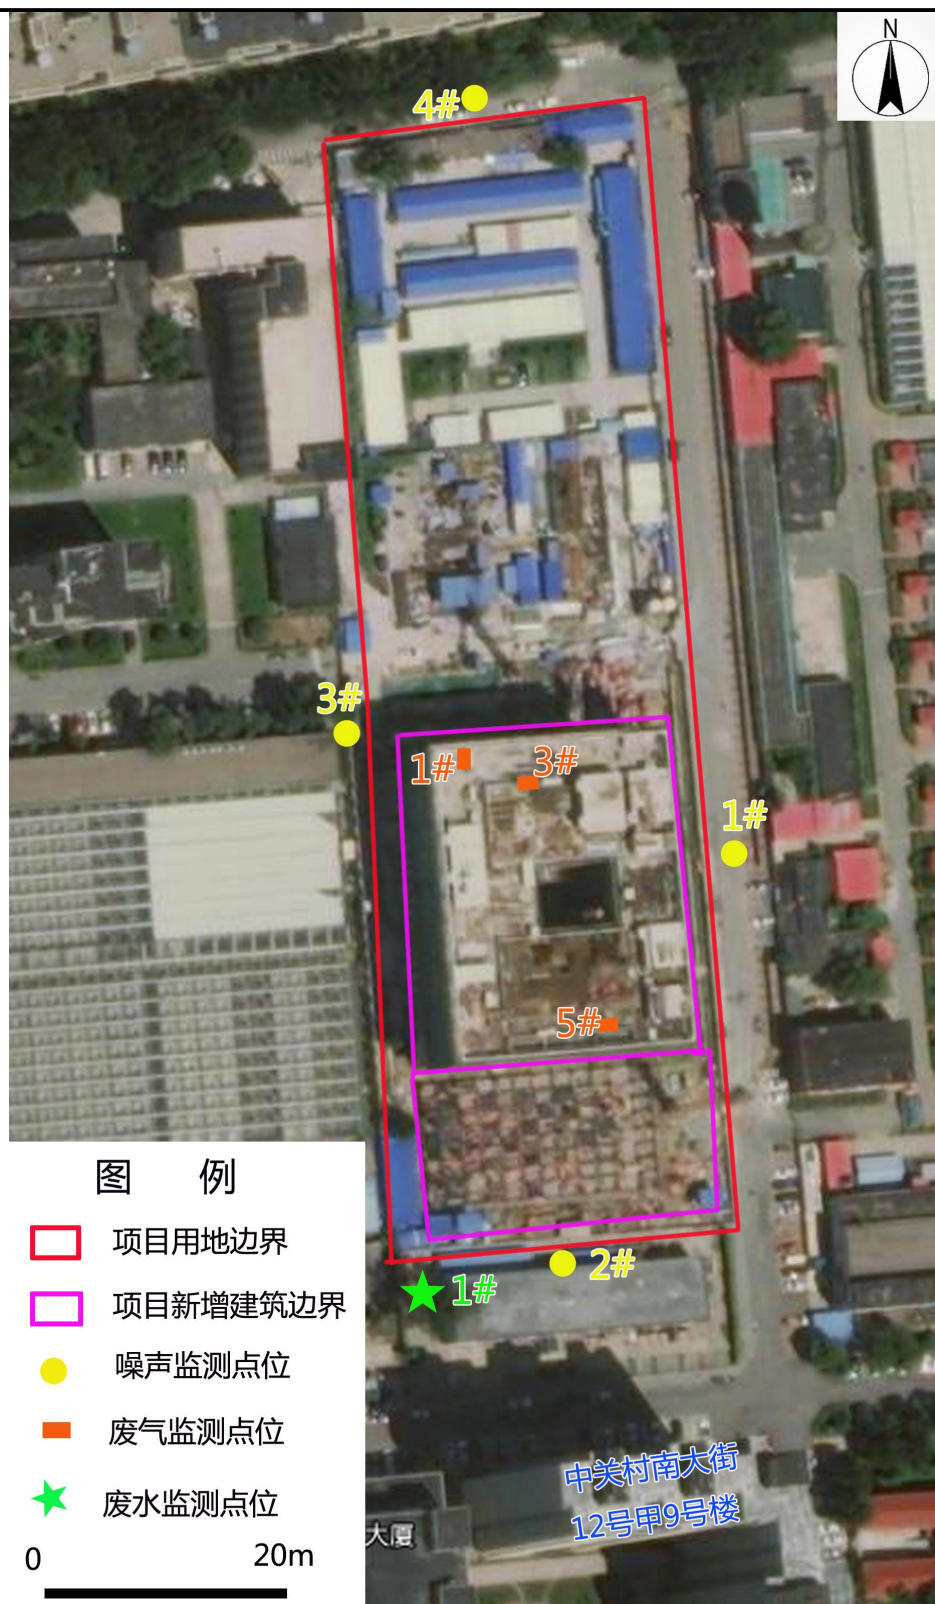 N
4#
3#
1#
3#
1#
5#
2#
1#
图 例
项目用地边界
项目新增建筑边界
噪声监测点位
废气监测点位
废水监测点位
0 20m
中关村南大街
12号甲9号楼
大厦